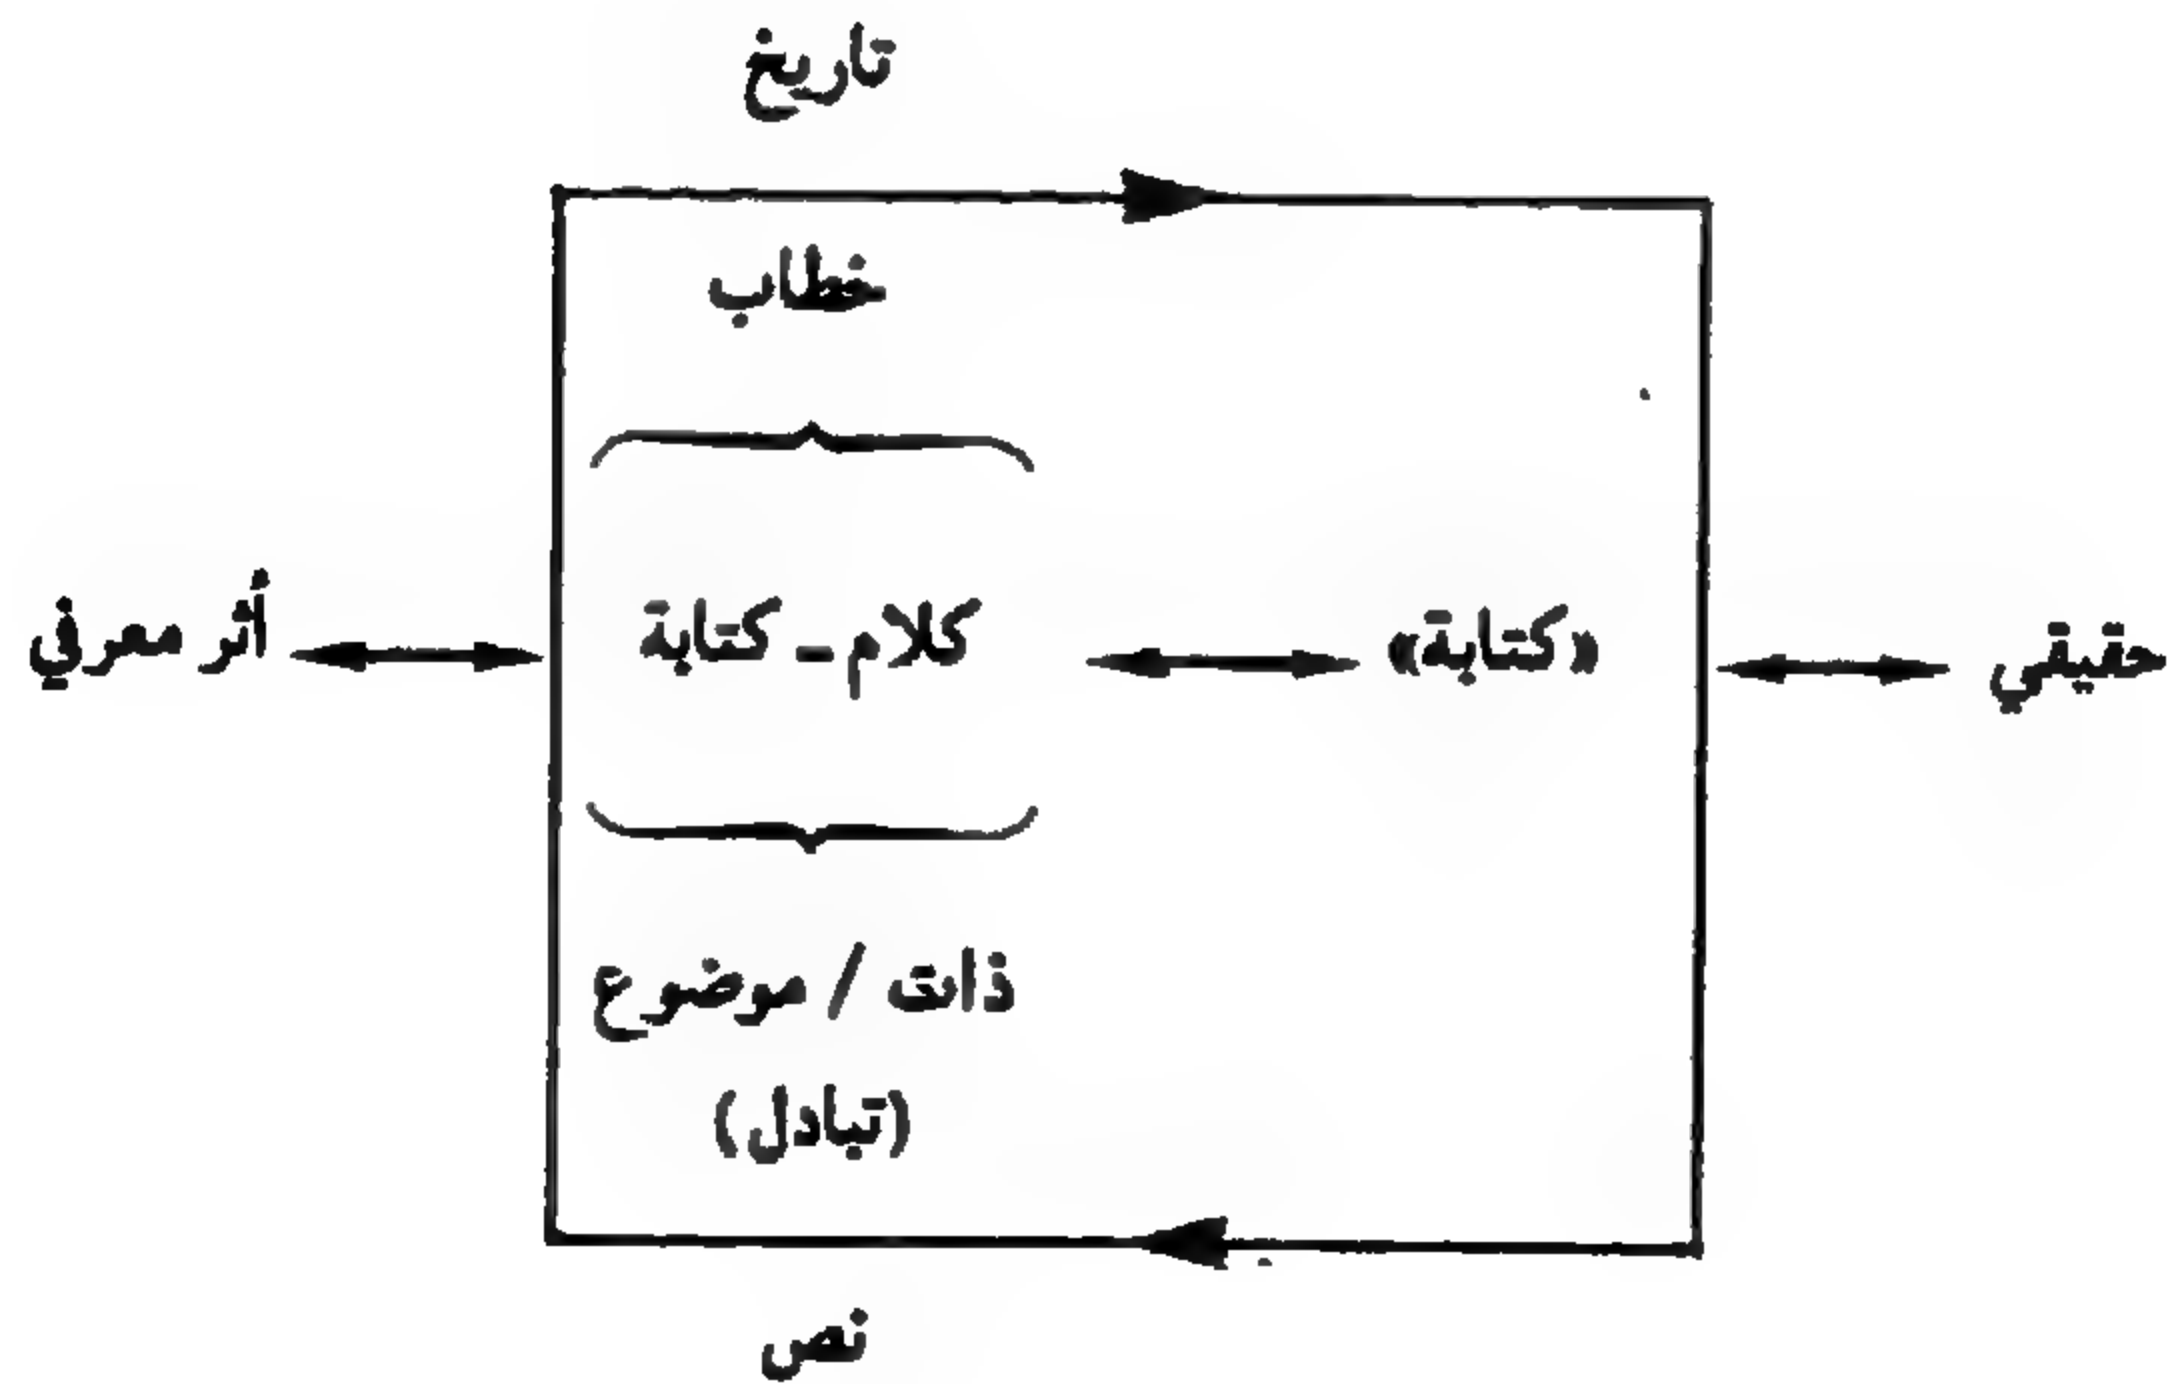 تاريخ
خطاب
حقيقي
«كتابة»
كلام - كتابة
أثر معرفي
ذات / موضوع
(تبادل)
نص